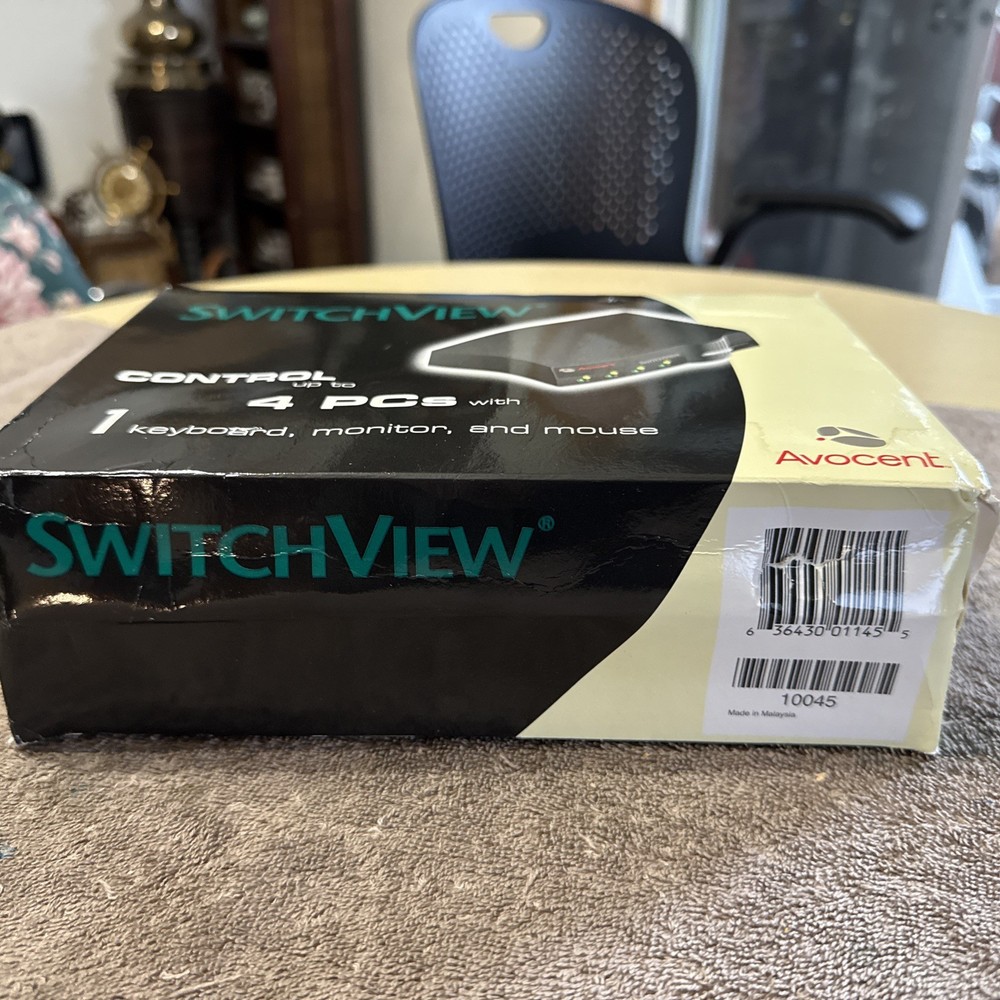 SWITCHVIEW®
CONTROL
up to
4 PCs with
1 keyboard, monitor, and mouse
Avocent
Avocent
SWITCHVIEW®
6 36430 01145 5
10045
Made in Malaysia